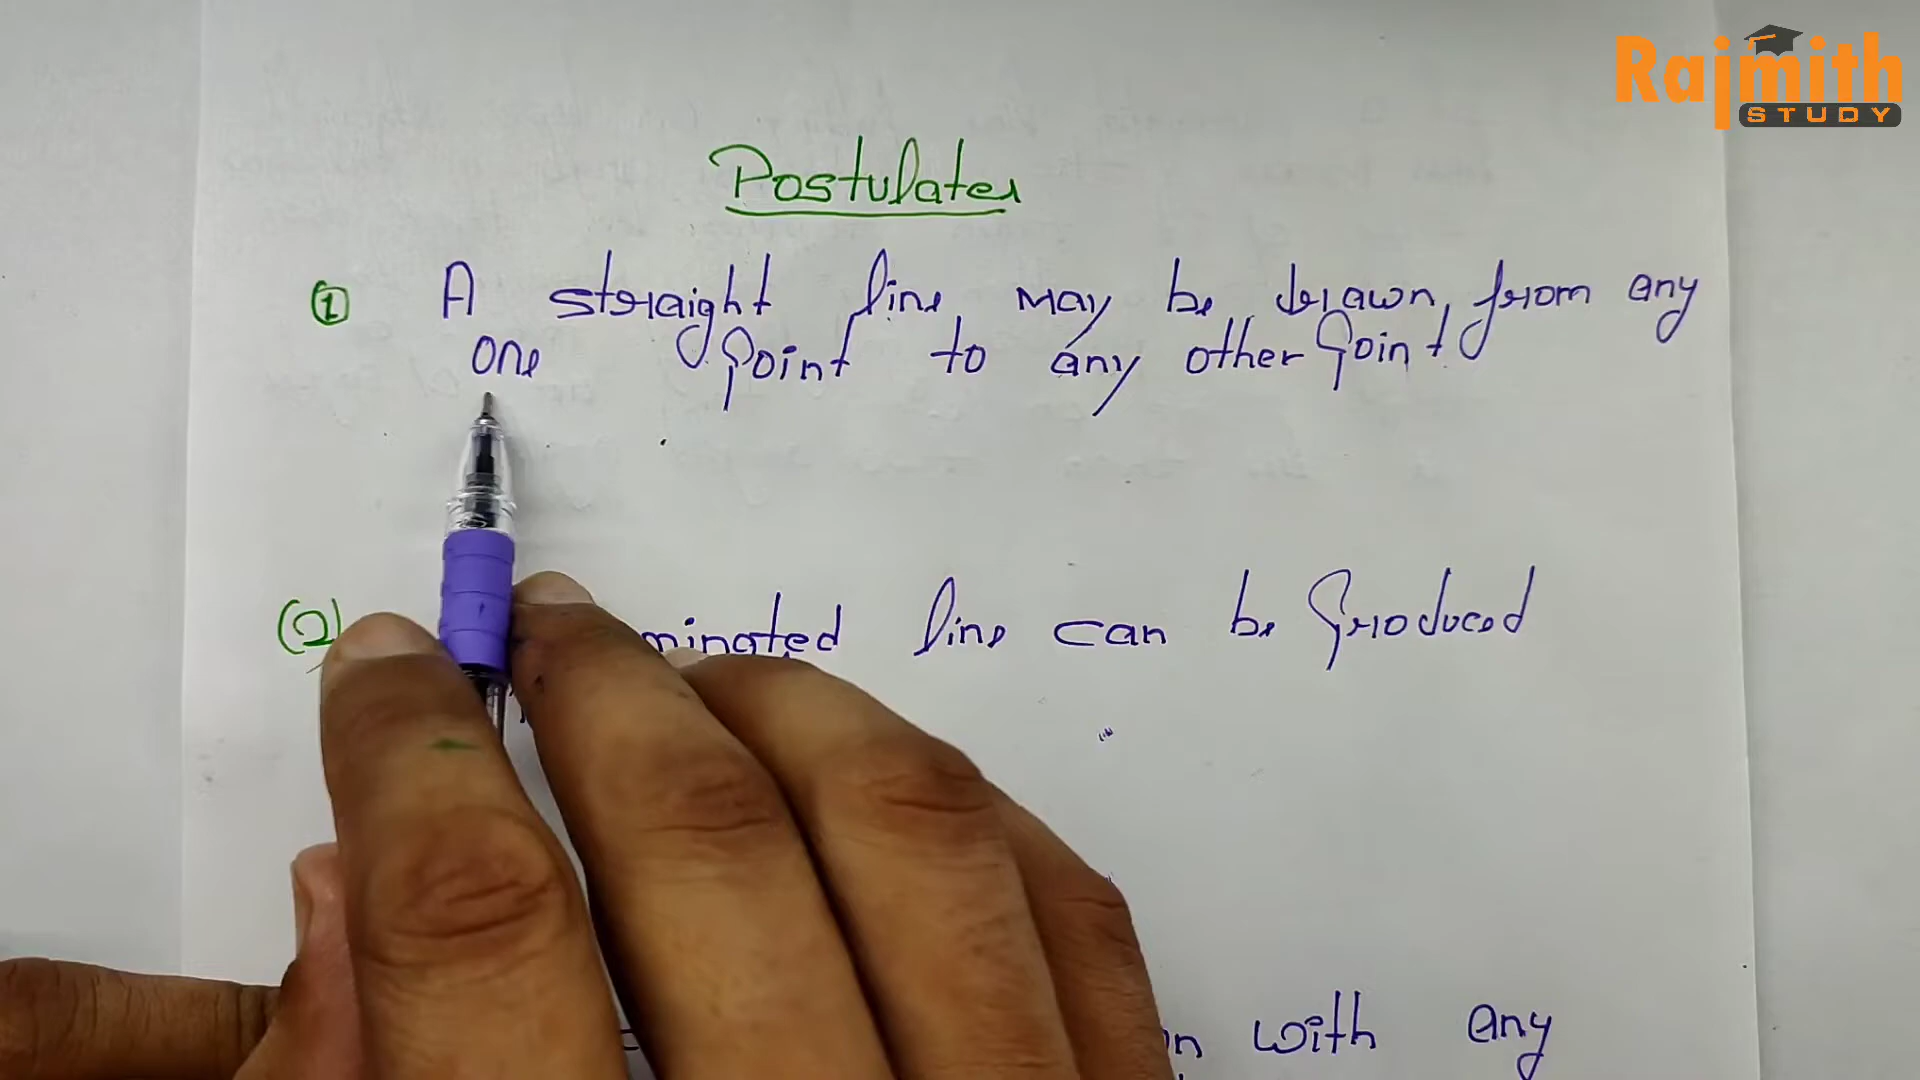 Rajmith
STUDY
Postulates
① A straight line may be drawn from any
one point to any other point
(2) minated line can be produced
with any